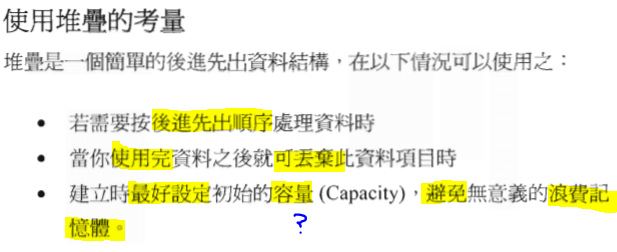 使用堆疊的考量
堆疊是一個簡單的後進先出資料結構，在以下情況可以使用之：
• 若需要按後進先出順序處理資料時
• 當你使用完資料之後就可丟棄此資料項目時
• 建立時最好設定初始的容量 (Capacity)，避免無意義的浪費記
憶體。
?